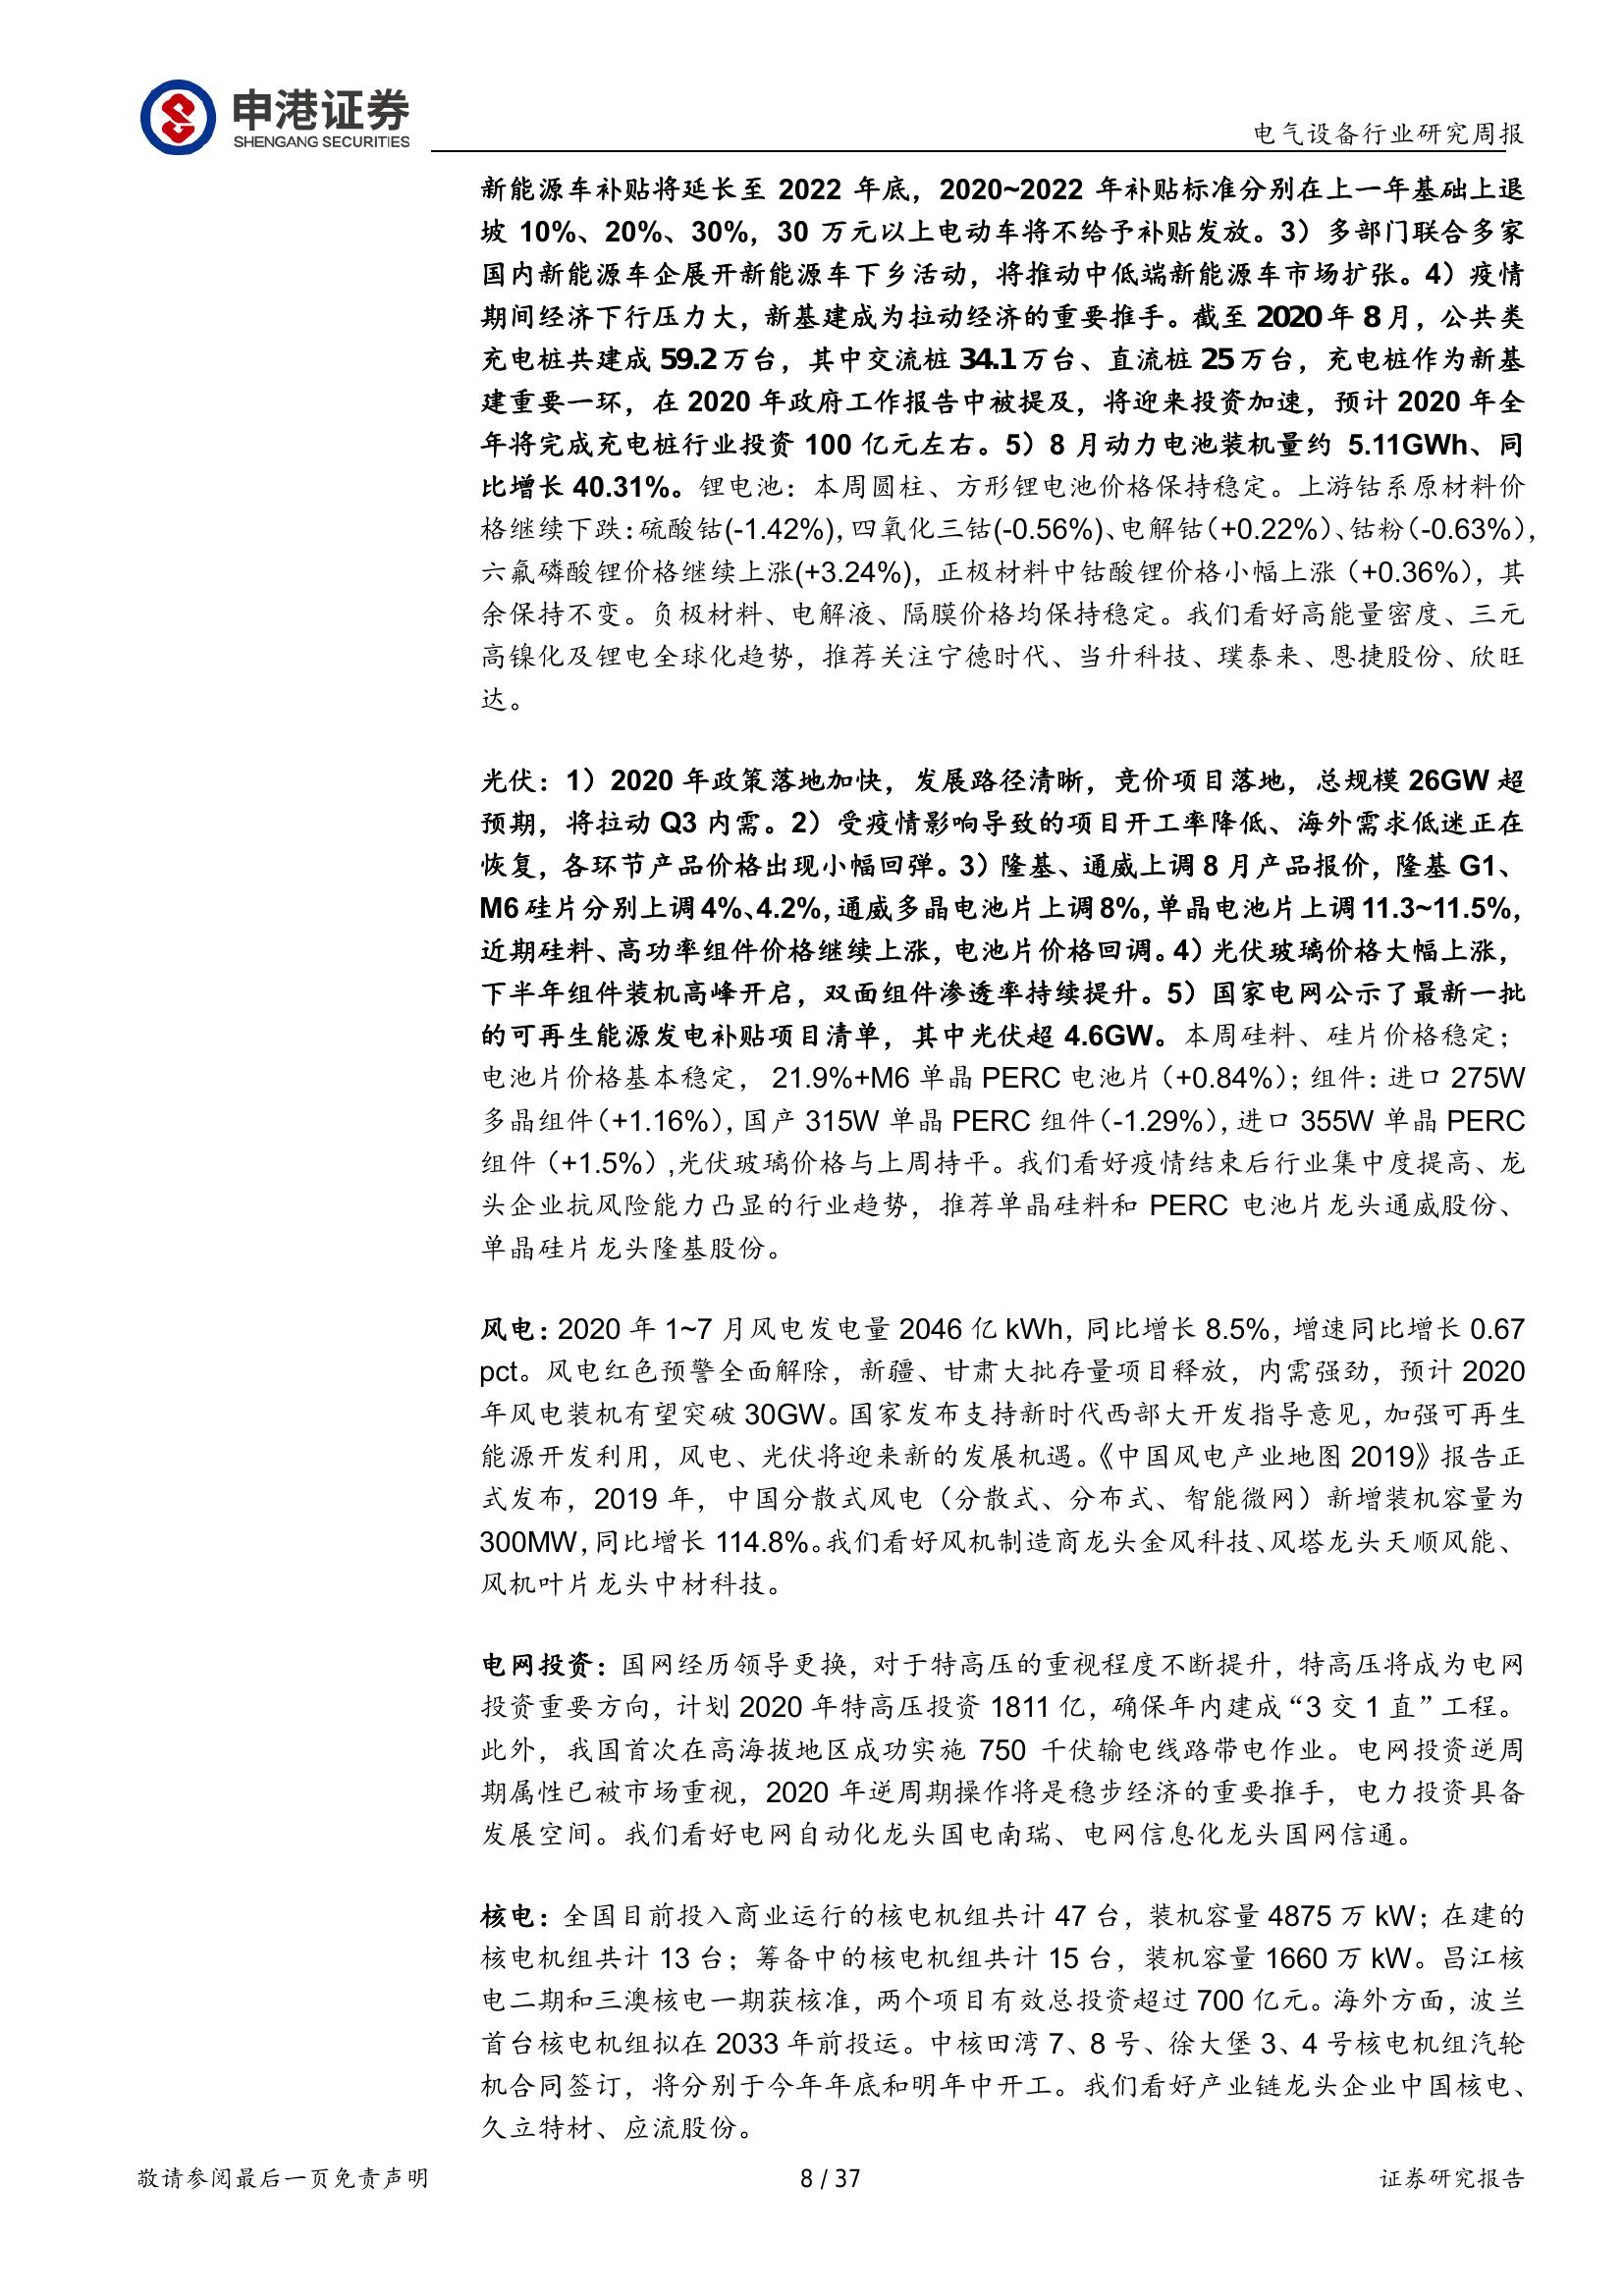 申港证券
SHENGANG SECURITIES
电气设备行业研究周报
新能源车补贴将延长至 2022 年底，2020~2022 年补贴标准分别在上一年基础上退
坡 10%、20%、30%，30 万元以上电动车将不给予补贴发放。3）多部门联合多家
国内新能源车企展开新能源车下乡活动，将推动中低端新能源车市场扩张。4）疫情
期间经济下行压力大，新基建成为拉动经济的重要推手。截至 2020 年 8 月，公共类
充电桩共建成 59.2 万台，其中交流桩 34.1 万台、直流桩 25 万台，充电桩作为新基
建重要一环，在 2020 年政府工作报告中被提及，将迎来投资加速，预计 2020 年全
年将完成充电桩行业投资 100 亿元左右。5）8 月动力电池装机量约 5.11GWh、同
比增长 40.31%。锂电池：本周圆柱、方形锂电池价格保持稳定。上游钴系原材料价
格继续下跌：硫酸钴(-1.42%)，四氧化三钴(-0.56%)、电解钴（+0.22%）、钴粉（-0.63%），
六氟磷酸锂价格继续上涨(+3.24%)，正极材料中钴酸锂价格小幅上涨（+0.36%），其
余保持不变。负极材料、电解液、隔膜价格均保持稳定。我们看好高能量密度、三元
高镍化及锂电全球化趋势，推荐关注宁德时代、当升科技、璞泰来、恩捷股份、欣旺
达。
光伏：1）2020 年政策落地加快，发展路径清晰，竞价项目落地，总规模 26GW 超
预期，将拉动 Q3 内需。2）受疫情影响导致的项目开工率降低、海外需求低迷正在
恢复，各环节产品价格出现小幅回弹。3）隆基、通威上调 8 月产品报价，隆基 G1、
M6 硅片分别上调 4%、4.2%，通威多晶电池片上调 8%，单晶电池片上调 11.3~11.5%，
近期硅料、高功率组件价格继续上涨，电池片价格回调。4）光伏玻璃价格大幅上涨，
下半年组件装机高峰开启，双面组件渗透率持续提升。5）国家电网公示了最新一批
的可再生能源发电补贴项目清单，其中光伏超 4.6GW。本周硅料、硅片价格稳定；
电池片价格基本稳定， 21.9%+M6 单晶 PERC 电池片（+0.84%）；组件：进口 275W
多晶组件（+1.16%），国产 315W 单晶 PERC 组件（-1.29%），进口 355W 单晶 PERC
组件（+1.5%）,光伏玻璃价格与上周持平。我们看好疫情结束后行业集中度提高、龙
头企业抗风险能力凸显的行业趋势，推荐单晶硅料和 PERC 电池片龙头通威股份、
单晶硅片龙头隆基股份。
风电：2020 年 1~7 月风电发电量 2046 亿 kWh，同比增长 8.5%，增速同比增长 0.67
pct。风电红色预警全面解除，新疆、甘肃大批存量项目释放，内需强劲，预计 2020
年风电装机有望突破 30GW。国家发布支持新时代西部大开发指导意见，加强可再生
能源开发利用，风电、光伏将迎来新的发展机遇。《中国风电产业地图 2019》报告正
式发布，2019 年，中国分散式风电（分散式、分布式、智能微网）新增装机容量为
300MW，同比增长 114.8%。我们看好风机制造商龙头金风科技、风塔龙头天顺风能、
风机叶片龙头中材科技。
电网投资：国网经历领导更换，对于特高压的重视程度不断提升，特高压将成为电网
投资重要方向，计划 2020 年特高压投资 1811 亿，确保年内建成“3 交 1 直”工程。
此外，我国首次在高海拔地区成功实施 750 千伏输电线路带电作业。电网投资逆周
期属性已被市场重视，2020 年逆周期操作将是稳步经济的重要推手，电力投资具备
发展空间。我们看好电网自动化龙头国电南瑞、电网信息化龙头国网信通。
核电：全国目前投入商业运行的核电机组共计 47 台，装机容量 4875 万 kW；在建的
核电机组共计 13 台；筹备中的核电机组共计 15 台，装机容量 1660 万 kW。昌江核
电二期和三澳核电一期获核准，两个项目有效总投资超过 700 亿元。海外方面，波兰
首台核电机组拟在 2033 年前投运。中核田湾 7、8 号、徐大堡 3、4 号核电机组汽轮
机合同签订，将分别于今年年底和明年中开工。我们看好产业链龙头企业中国核电、
久立特材、应流股份。
敬请参阅最后一页免责声明
8 / 37
证券研究报告